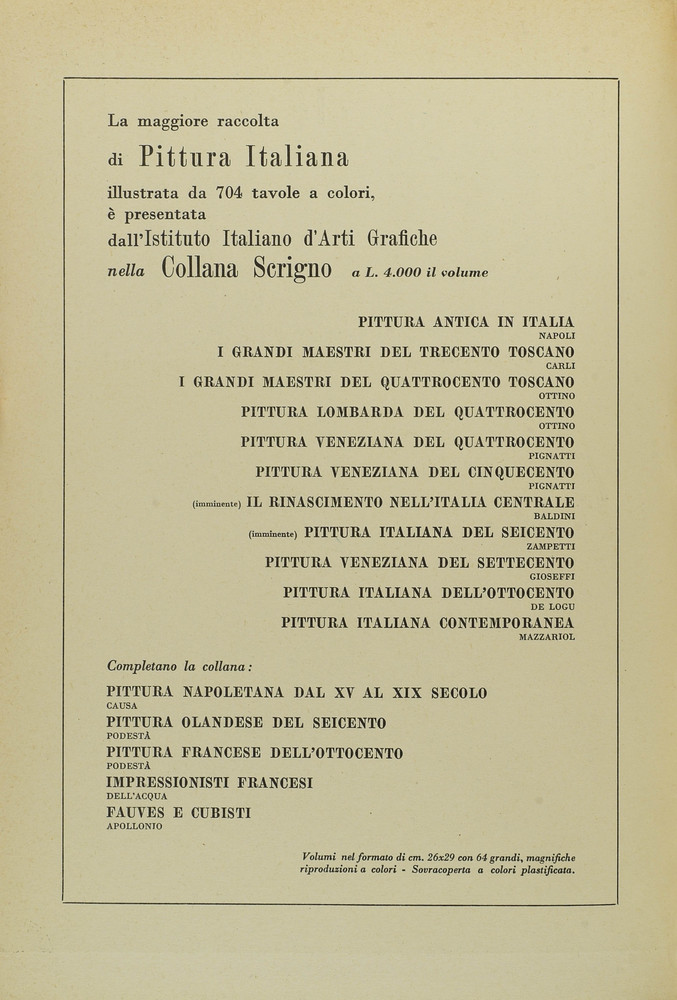 La maggiore raccolta
di Pittura Italiana
illustrata da 704 tavole a colori,
è presentata
dall'Istituto Italiano d'Arti Grafiche
nella Collana Scrigno a L. 4.000 il volume
PITTURA ANTICA IN ITALIA
NAPOLI
I GRANDI MAESTRI DEL TRECENTO TOSCANO
CARLI
I GRANDI MAESTRI DEL QUATTROCENTO TOSCANO
OTTINO
PITTURA LOMBARDA DEL QUATTROCENTO
OTTINO
PITTURA VENEZIANA DEL QUATTROCENTO
PIGNATTI
PITTURA VENEZIANA DEL CINQUECENTO
PIGNATTI
(imminente) IL RINASCIMENTO NELL'ITALIA CENTRALE
BALDINI
(imminente) PITTURA ITALIANA DEL SEICENTO
ZAMPETTI
PITTURA VENEZIANA DEL SETTECENTO
GIOSEFFI
PITTURA ITALIANA DELL'OTTOCENTO
DE LOGU
PITTURA ITALIANA CONTEMPORANEA
MAZZARIOL
Completano la collana:
PITTURA NAPOLETANA DAL XV AL XIX SECOLO
CAUSA
PITTURA OLANDESE DEL SEICENTO
PODESTÀ
PITTURA FRANCESE DELL'OTTOCENTO
PODESTÀ
IMPRESSIONISTI FRANCESI
DELL'ACQUA
FAUVES E CUBISTI
APOLLONIO
Volumi nel formato di cm. 26x29 con 64 grandi, magnifiche
riproduzioni a colori - Sovracoperta a colori plastificata.